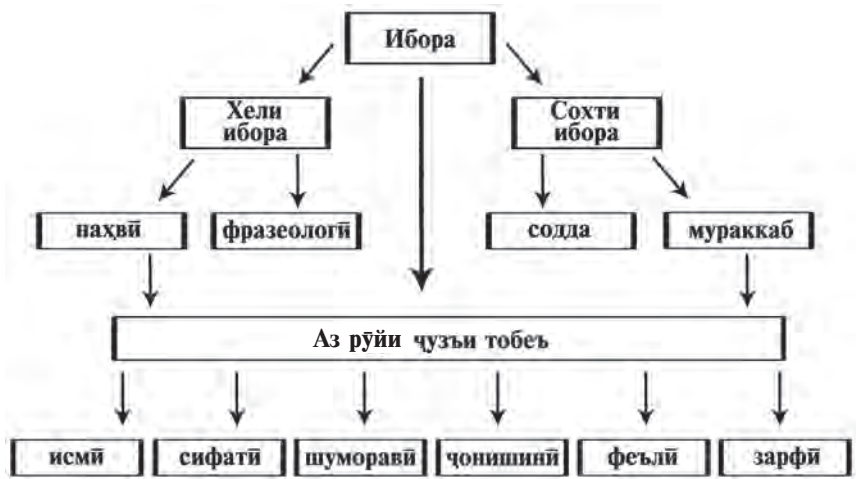 Ибора
Хели
ибора
Сохти
ибора
наҳвӣ
фразеологӣ
содда
мураккаб
Аз рӯйи ҷузъи тобеъ
исмӣ
сифатӣ
шуморавӣ
ҷонишинӣ
феълӣ
зарфӣ